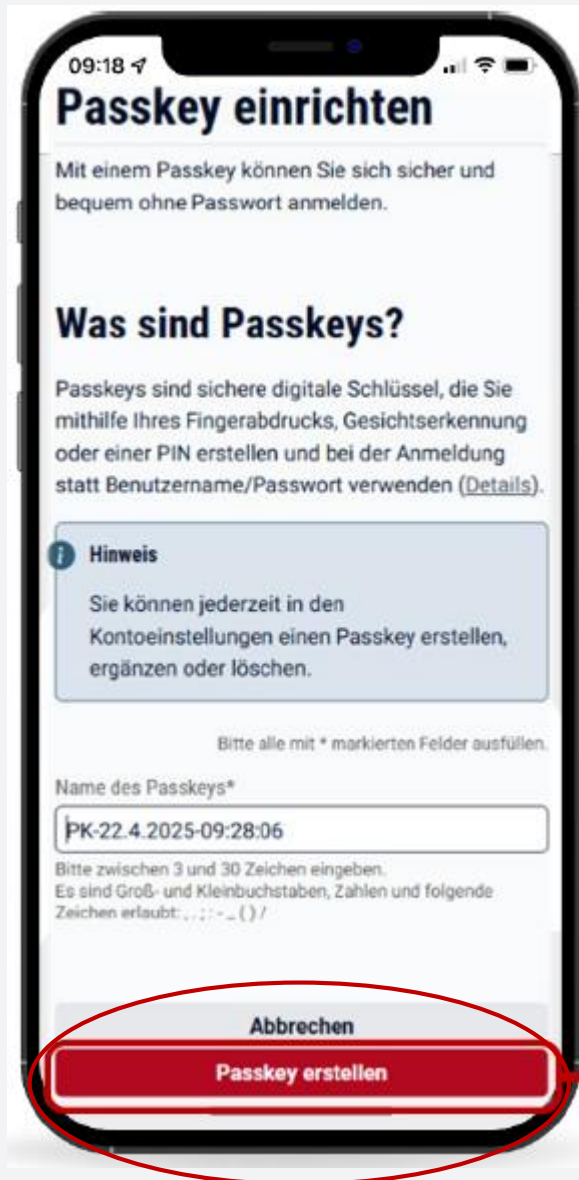 09:18
Passkey einrichten
Mit einem Passkey können Sie sich sicher und
bequem ohne Passwort anmelden.
Was sind Passkeys?
Passkeys sind sichere digitale Schlüssel, die Sie
mithilfe Ihres Fingerabdrucks, Gesichtserkennung
oder einer PIN erstellen und bei der Anmeldung
statt Benutzername/Passwort verwenden (Details).
Hinweis
Sie können jederzeit in den
Kontoeinstellungen einen Passkey erstellen,
ergänzen oder löschen.
Bitte alle mit * markierten Felder ausfüllen.
Name des Passkeys*
PK-22.4.2025-09:28:06
Bitte zwischen 3 und 30 Zeichen eingeben.
Es sind Groß- und Kleinbuchstaben, Zahlen und folgende
Zeichen erlaubt: , . ; : - _ ( ) /
Abbrechen
Passkey erstellen